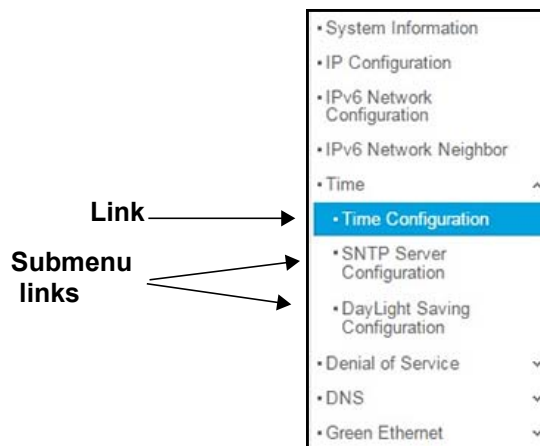 • System Information
• IP Configuration
• IPv6 Network
Configuration
• IPv6 Network Neighbor
• Time
Link
• Time Configuration
Submenu
links
• SNTP Server
Configuration
• DayLight Saving
Configuration
• Denial of Service
• DNS
• Green Ethernet